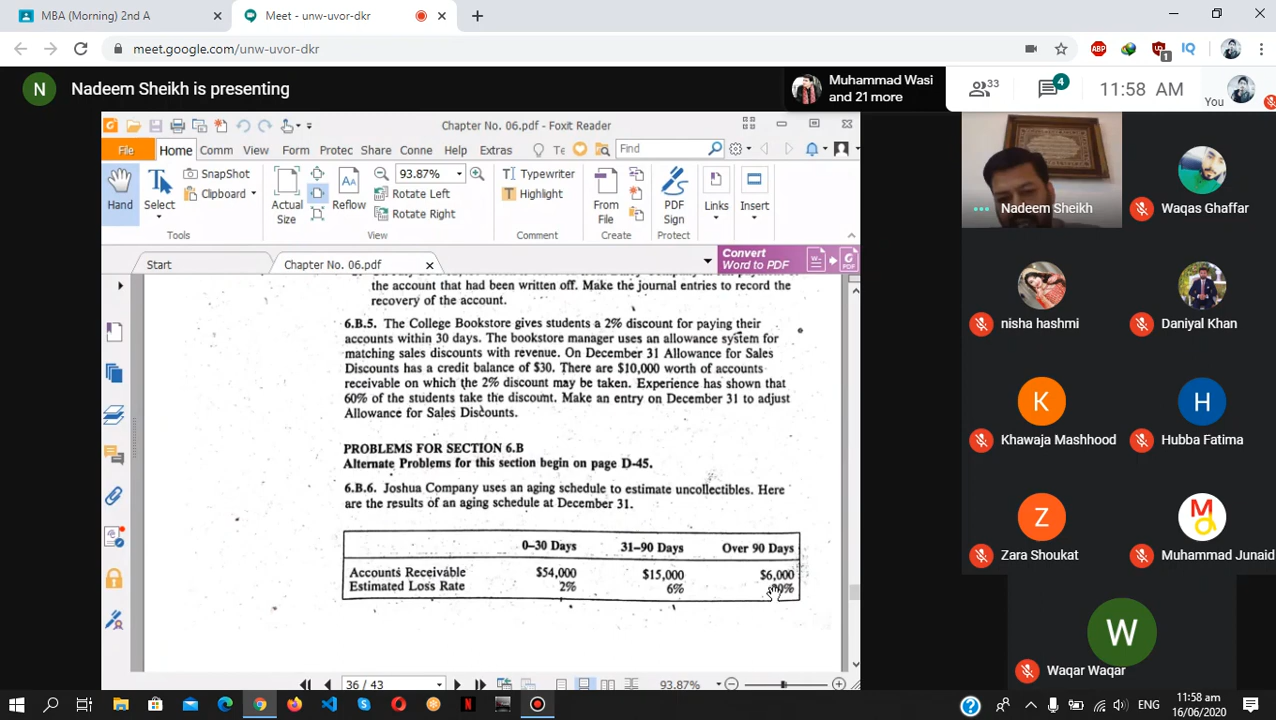 MBA (Morning) 2nd A
Meet - unw-uvor-dkr
meet.google.com/unw-uvor-dkr
ABP
1
IQ
N
Nadeem Sheikh is presenting
Muhammad Wasi
and 21 more
33
4
11:58 AM
You
Chapter No. 06.pdf - Foxit Reader
File
Home
Comm
View
Form
Protec
Share
Conne
Help
Extras
Te
Find
Hand
Select
SnapShot
Clipboard
Actual
Size
Reflow
93.87%
Rotate Left
Rotate Right
Typewriter
Highlight
From
File
PDF
Sign
Links
Insert
Tools
View
Comment
Create
Protect
Start
Chapter No. 06.pdf
Convert
Word to PDF
the account that had been written off. Make the journal entries to record the
recovery of the account.
6.B.5. The College Bookstore gives students a 2% discount for paying their
accounts within 30 days. The bookstore manager uses an allowance system for
matching sales discounts with revenue. On December 31 Allowance for Sales
Discounts has a credit balance of $30. There are $10,000 worth of accounts
receivable on which the 2% discount may be taken. Experience has shown that
60% of the students take the discount. Make an entry on December 31 to adjust
Allowance for Sales Discounts.
PROBLEMS FOR SECTION 6.B
Alternate Problems for this section begin on page D-45.
6.B.6. Joshua Company uses an aging schedule to estimate uncollectibles. Here
are the results of an aging schedule at December 31.
0–30 Days 31–90 Days Over 90 Days
Accounts Receivable $54,000 $15,000 $6,000
Estimated Loss Rate 2% 6%
36 / 43
93.87%
Nadeem Sheikh
Waqas Ghaffar
nisha hashmi
Daniyal Khan
K
Khawaja Mashhood
H
Hubba Fatima
Z
Zara Shoukat
Muhammad Junaid
W
Waqar Waqar
11:58 am
16/06/2020